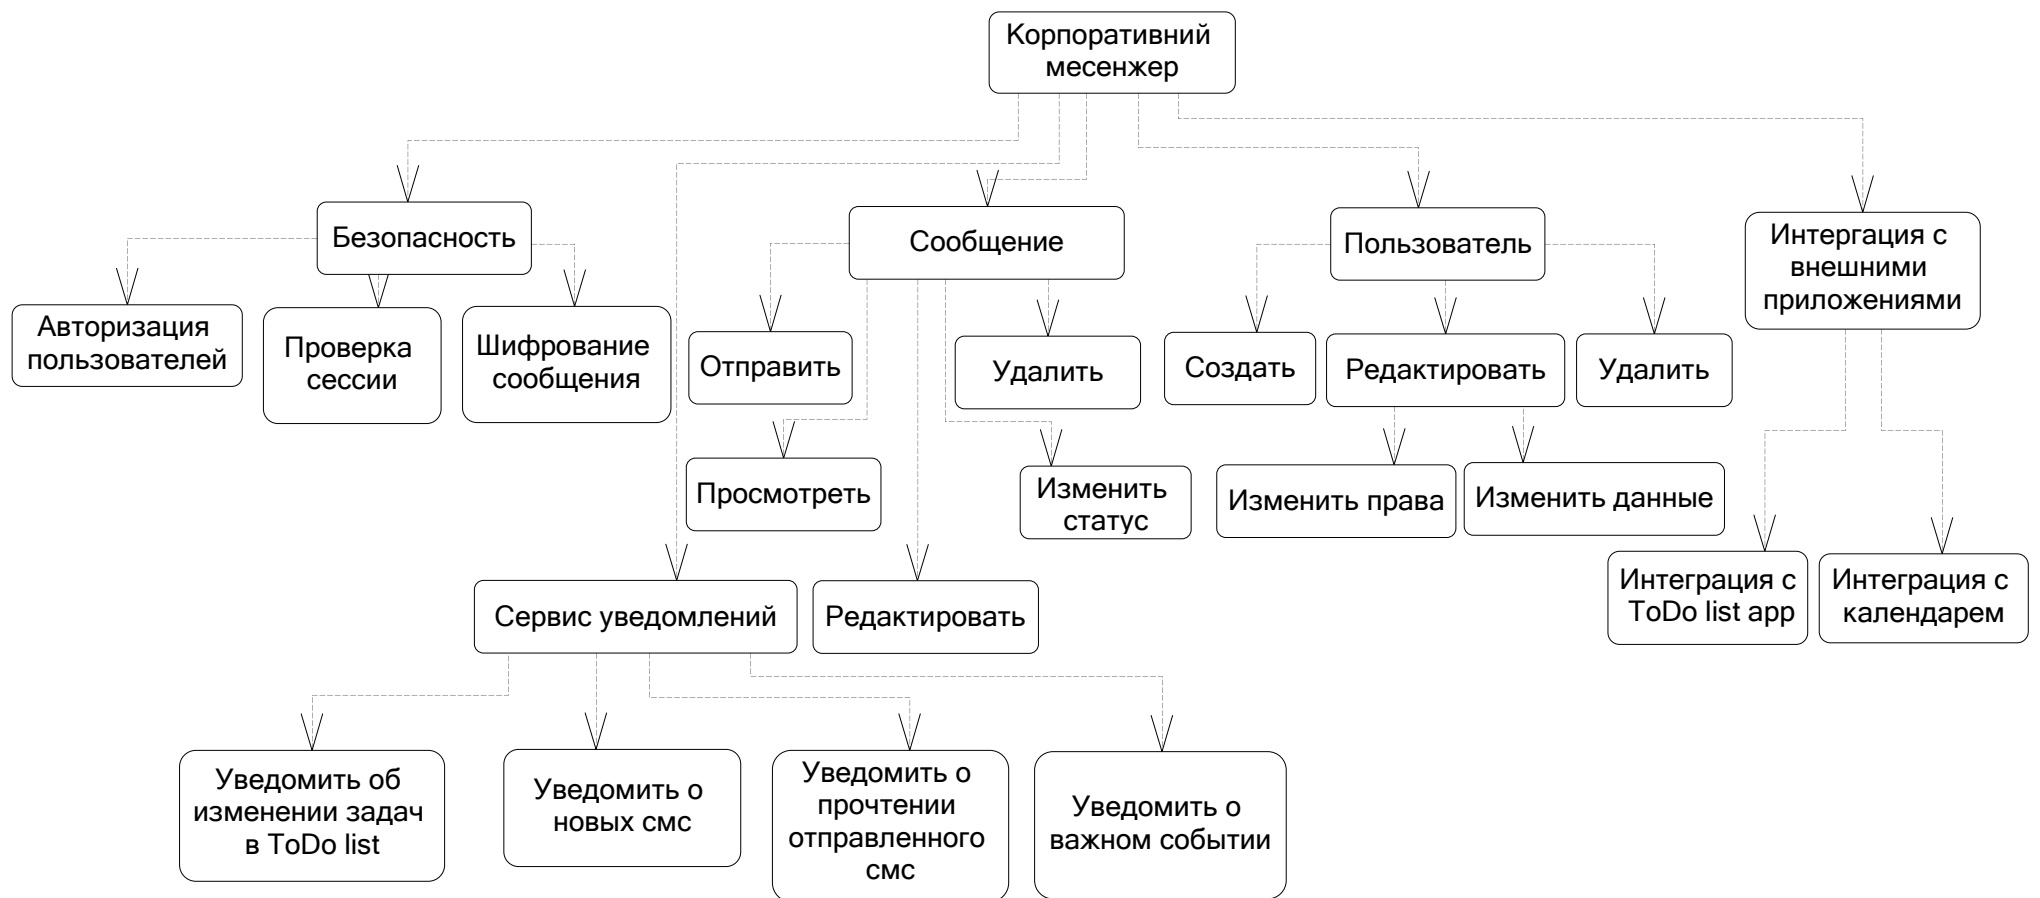 Корпоративний
месенжер
Безопасность
Сообщение
Пользователь
Интергация с
внешними
приложениями
Авторизация
пользователей
Проверка
сессии
Шифрование
сообщения
Отправить
Удалить
Создать
Редактировать
Удалить
Просмотреть
Изменить
статус
Изменить права
Изменить данные
Сервис уведомлений
Редактировать
Интеграция с
ToDo list app
Интеграция с
календарем
Уведомить об
изменении задач
в ToDo list
Уведомить о
новых смс
Уведомить о
прочтении
отправленного
смс
Уведомить о
важном событии